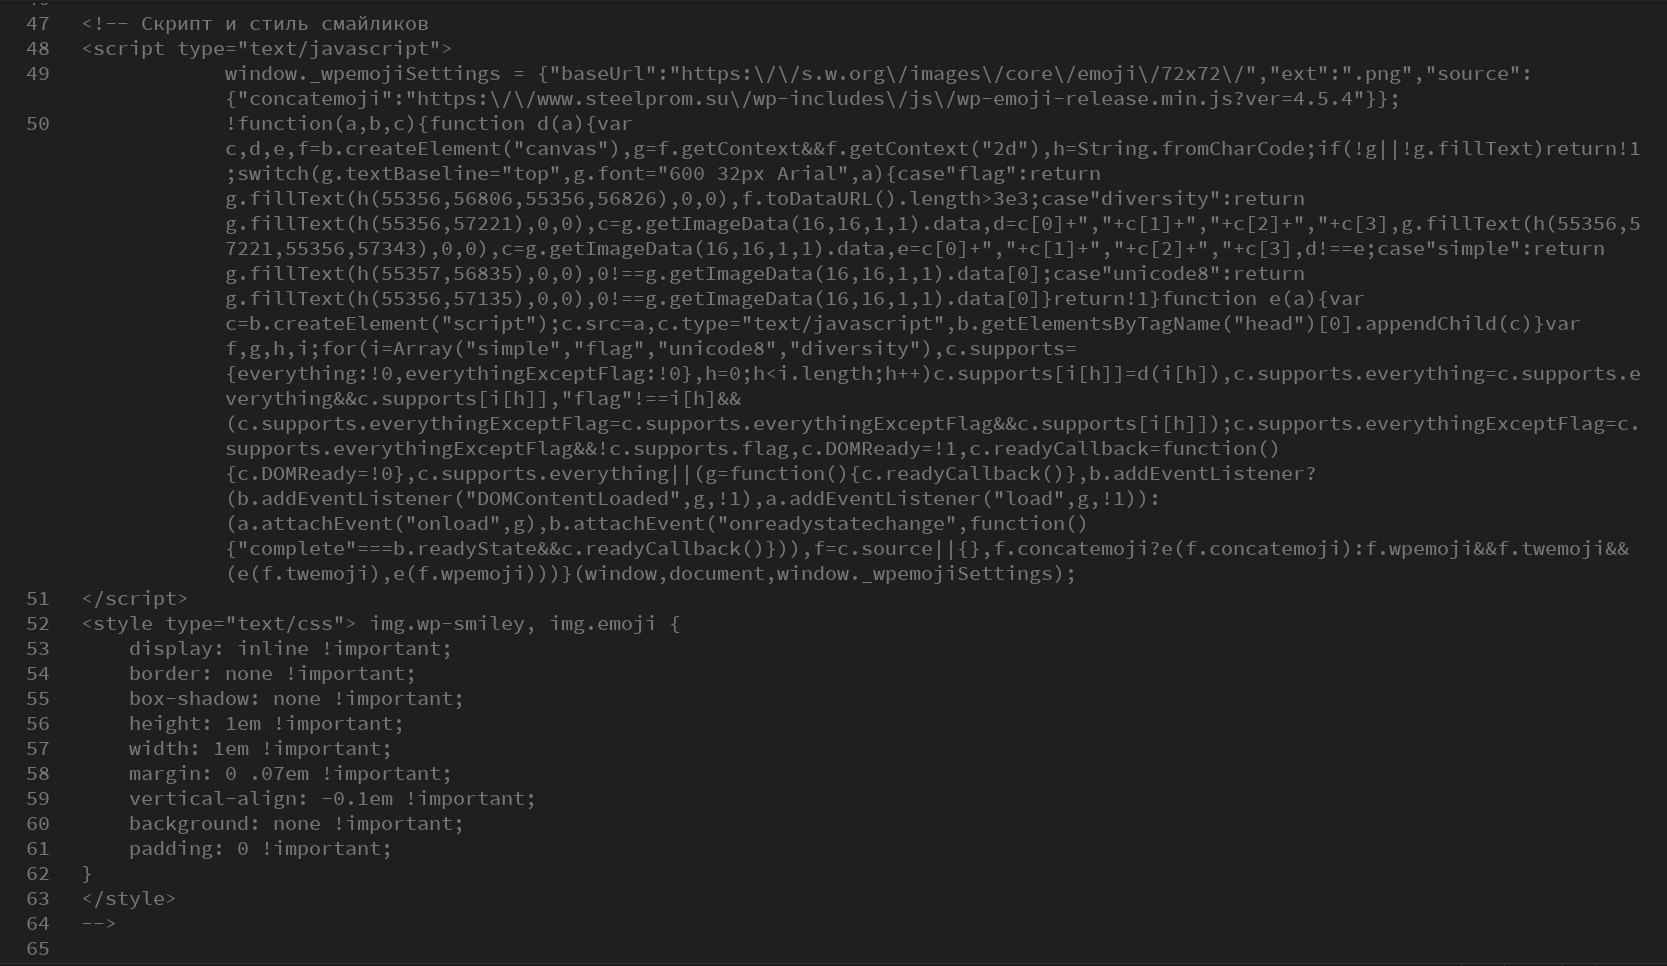 47 <!-- Скрипт и стиль смайликов
48 <script type="text/javascript">
49 window._wpemojiSettings = {"baseUrl":"https:\/\/s.w.org\/images\/core\/emoji\/72x72\/","ext":".png","source":
{"concatemoji":"https:\/\/www.steelprom.su\/wp-includes\/js\/wp-emoji-release.min.js?ver=4.5.4"}};
50 !function(a,b,c){function d(a){var
c,d,e,f=b.createElement("canvas"),g=f.getContext&&f.getContext("2d"),h=String.fromCharCode;if(!g||!g.fillText)return!1
;switch(g.textBaseline="top",g.font="600 32px Arial",a){case"flag":return
g.fillText(h(55356,56806,55356,56826),0,0),f.toDataURL().length>3e3;case"diversity":return
g.fillText(h(55356,57221),0,0),c=g.getImageData(16,16,1,1).data,d=c[0]+","+c[1]+","+c[2]+","+c[3],g.fillText(h(55356,5
7221,55356,57343),0,0),c=g.getImageData(16,16,1,1).data,e=c[0]+","+c[1]+","+c[2]+","+c[3],d!==e;case"simple":return
g.fillText(h(55357,56835),0,0),0!==g.getImageData(16,16,1,1).data[0];case"unicode8":return
g.fillText(h(55356,57135),0,0),0!==g.getImageData(16,16,1,1).data[0]}return!1}function e(a){var
c=b.createElement("script");c.src=a,c.type="text/javascript",b.getElementsByTagName("head")[0].appendChild(c)}var
f,g,h,i;for(i=Array("simple","flag","unicode8","diversity"),c.supports=
{everything:!0,everythingExceptFlag:!0},h=0;h<i.length;h++)c.supports[i[h]]=d(i[h]),c.supports.everything=c.supports.e
verything&&c.supports[i[h]],"flag"!==i[h]&&
(c.supports.everythingExceptFlag=c.supports.everythingExceptFlag&&c.supports[i[h]]);c.supports.everythingExceptFlag=c.
supports.everythingExceptFlag&&!c.supports.flag,c.DOMReady=!1,c.readyCallback=function()
{c.DOMReady=!0},c.supports.everything||(g=function(){c.readyCallback()},b.addEventListener?
(b.addEventListener("DOMContentLoaded",g,!1),a.addEventListener("load",g,!1)):
(a.attachEvent("onload",g),b.attachEvent("onreadystatechange",function()
{"complete"===b.readyState&&c.readyCallback()})),f=c.source||{},f.concatemoji?e(f.concatemoji):f.wpemoji&&f.twemoji&&
(e(f.twemoji),e(f.wpemoji)))}(window,document,window._wpemojiSettings);
51 </script>
52 <style type="text/css"> img.wp-smiley, img.emoji {
53 display: inline !important;
54 border: none !important;
55 box-shadow: none !important;
56 height: 1em !important;
57 width: 1em !important;
58 margin: 0 .07em !important;
59 vertical-align: -0.1em !important;
60 background: none !important;
61 padding: 0 !important;
62 }
63 </style>
64 -->
65